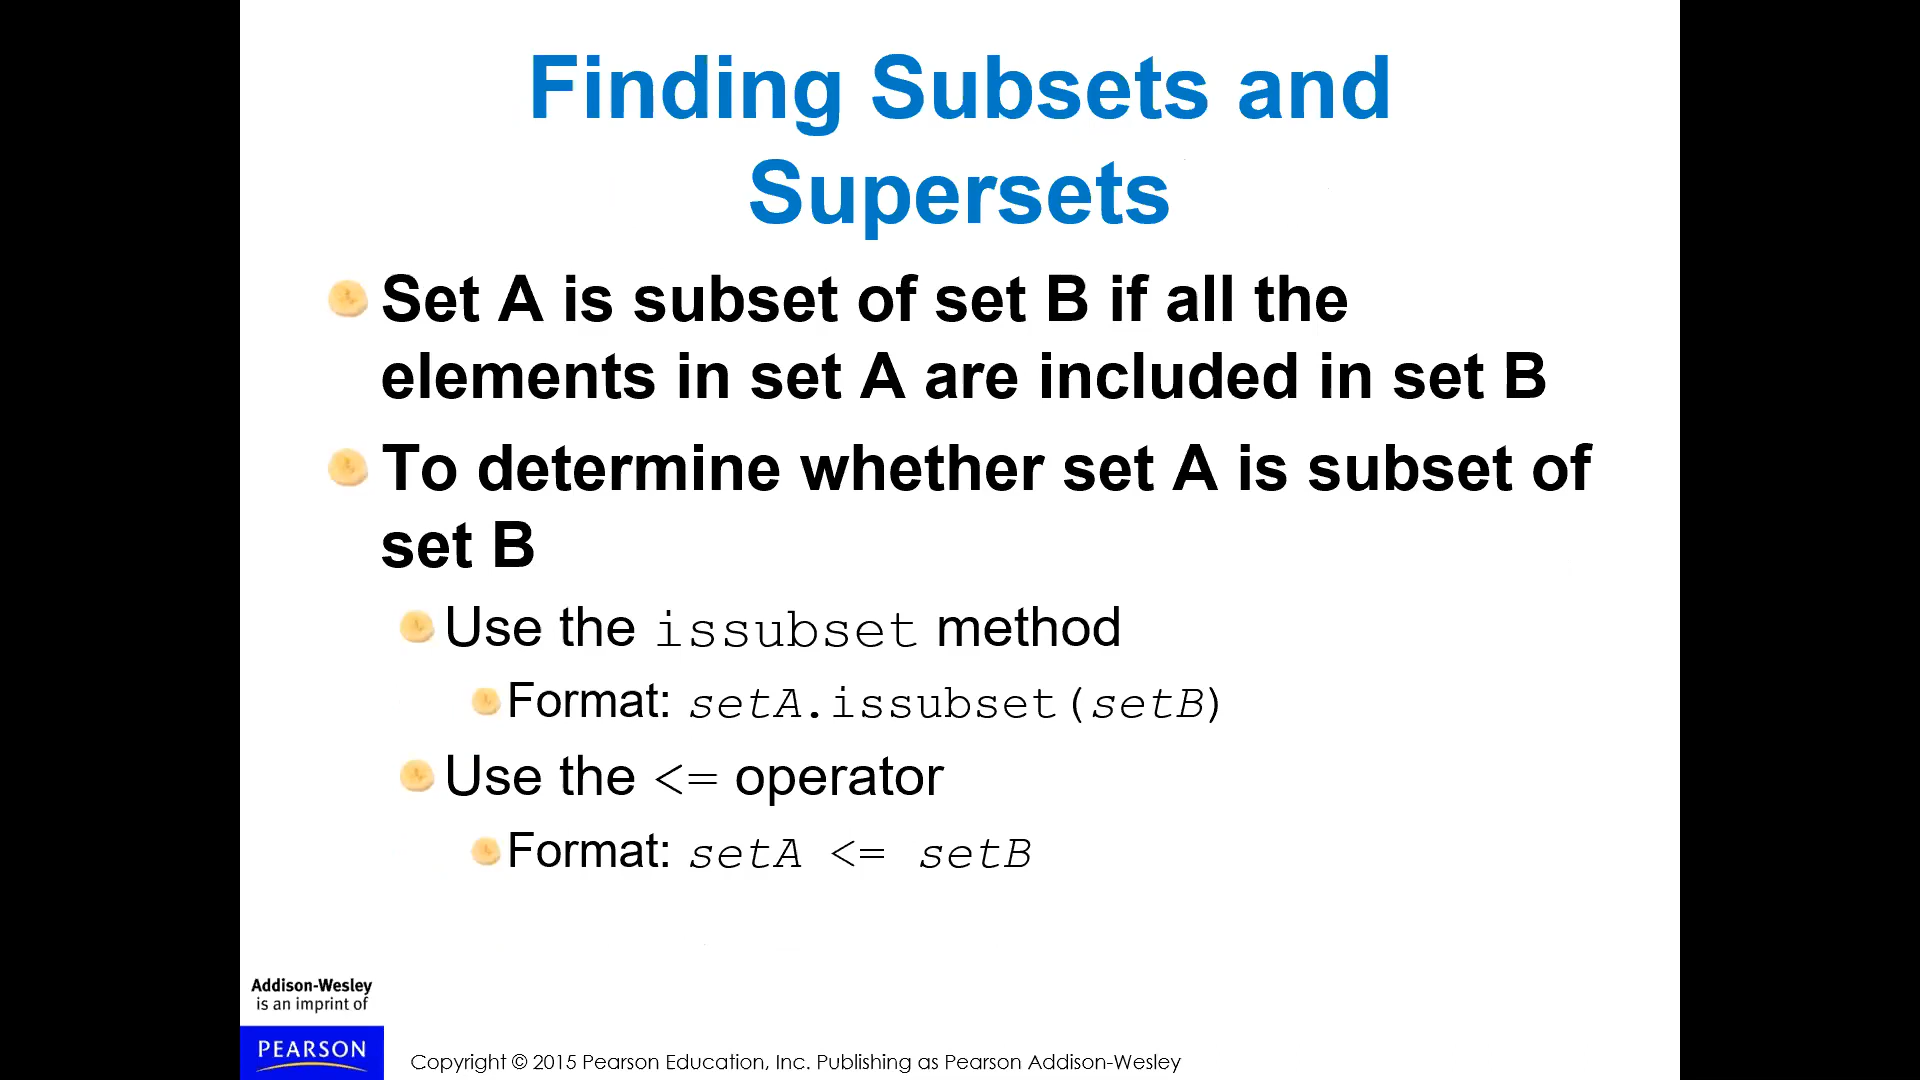 Finding Subsets and
Supersets
Set A is subset of set B if all the
elements in set A are included in set B
To determine whether set A is subset of
set B
Use the issubset method
Format: setA.issubset(setB)
Use the <= operator
Format: setA <= setB
Addison-Wesley
is an imprint of
PEARSON
Copyright © 2015 Pearson Education, Inc. Publishing as Pearson Addison-Wesley